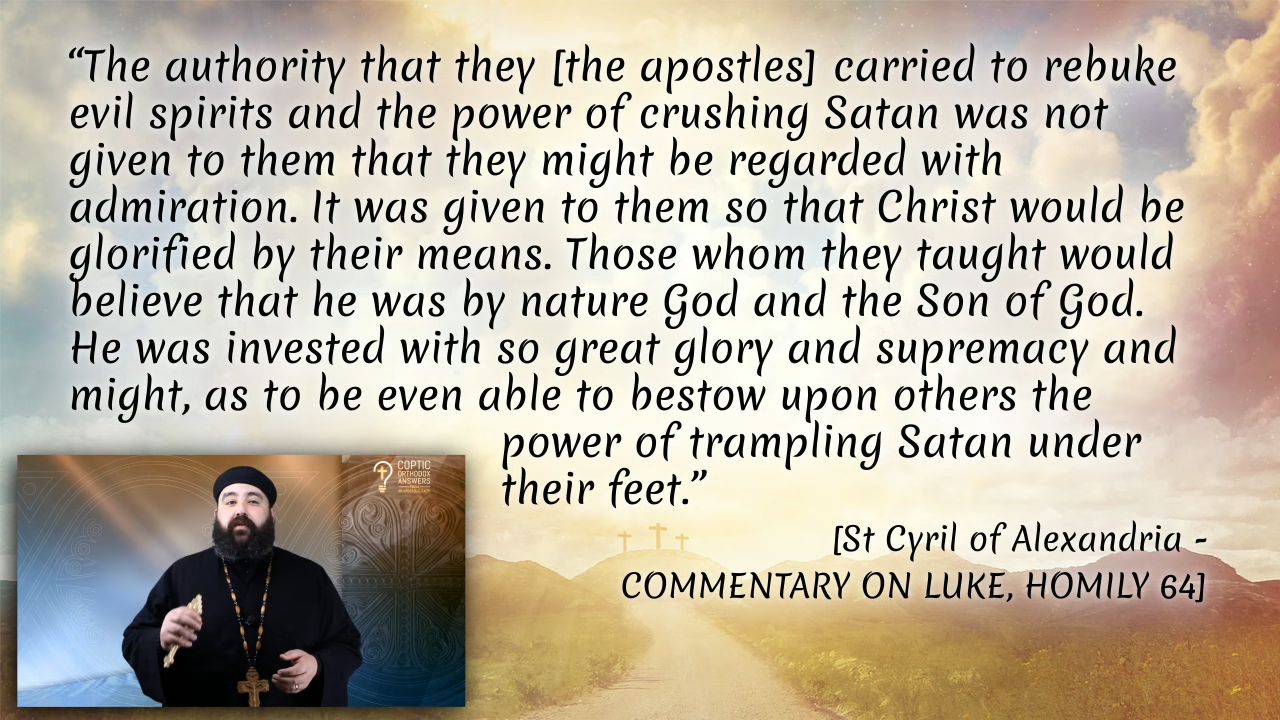 “The authority that they [the apostles] carried to rebuke
evil spirits and the power of crushing Satan was not
given to them that they might be regarded with
admiration. It was given to them so that Christ would be
glorified by their means. Those whom they taught would
believe that he was by nature God and the Son of God.
He was invested with so great glory and supremacy and
might, as to be even able to bestow upon others the
power of trampling Satan under
their feet.”
[St Cyril of Alexandria -
COMMENTARY ON LUKE, HOMILY 64]
COPTIC
ORTHODOX
ANSWERS